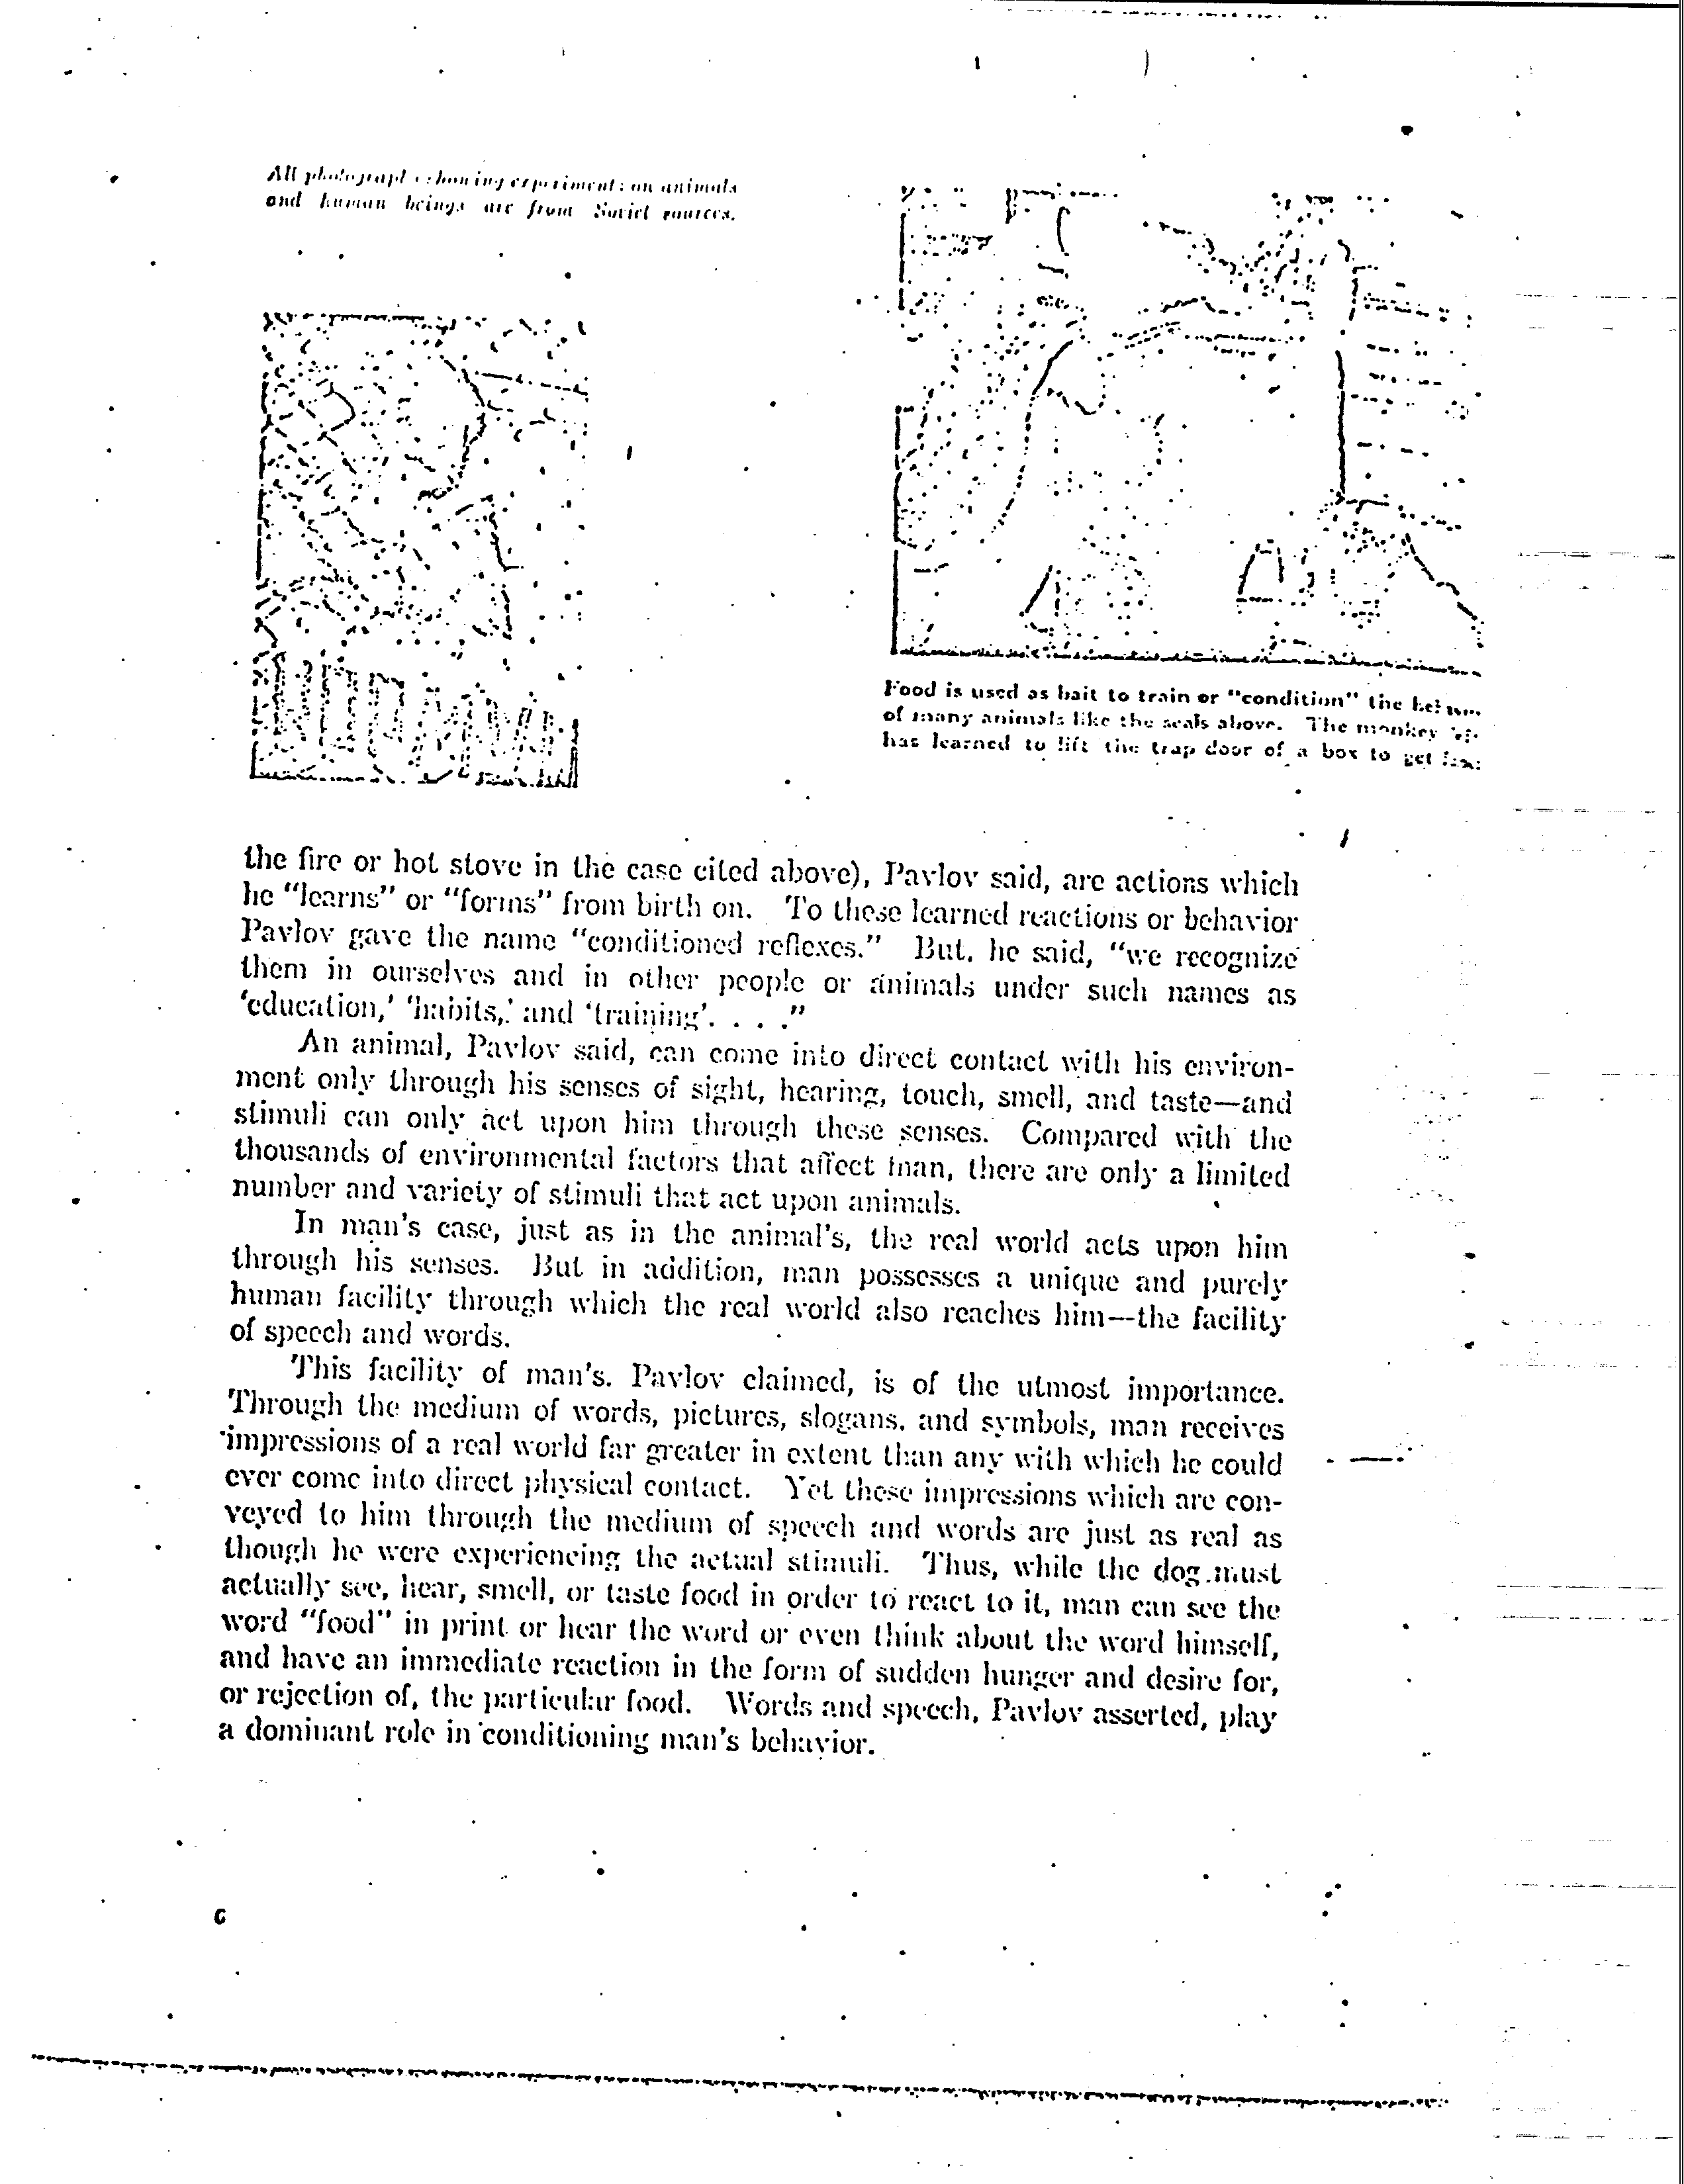 All photographs showing experiments on animals
and human beings are from Soviet sources.
Food is used as bait to train or "condition" the
of many animals like the seals above. The monkey
has learned to lift the trap door of a box to get
the fire or hot stove in the case cited above), Pavlov said, are actions which
he "learns" or "forms" from birth on. To these learned reactions or behavior
Pavlov gave the name "conditioned reflexes." But, he said, "we recognize
them in ourselves and in other people or animals under such names as
'education,' 'habits,' and 'training'. . . ."
An animal, Pavlov said, can come into direct contact with his environ-
ment only through his senses of sight, hearing, touch, smell, and taste—and
stimuli can only act upon him through these senses. Compared with the
thousands of environmental factors that affect man, there are only a limited
number and variety of stimuli that act upon animals.
In man's case, just as in the animal's, the real world acts upon him
through his senses. But in addition, man possesses a unique and purely
human facility through which the real world also reaches him—the facility
of speech and words.
This facility of man's, Pavlov claimed, is of the utmost importance.
Through the medium of words, pictures, slogans, and symbols, man receives
impressions of a real world far greater in extent than any with which he could
ever come into direct physical contact. Yet these impressions which are con-
veyed to him through the medium of speech and words are just as real as
though he were experiencing the actual stimuli. Thus, while the dog must
actually see, hear, smell, or taste food in order to react to it, man can see the
word "food" in print or hear the word or even think about the word himself,
and have an immediate reaction in the form of sudden hunger and desire for,
or rejection of, the particular food. Words and speech, Pavlov asserted, play
a dominant role in conditioning man's behavior.